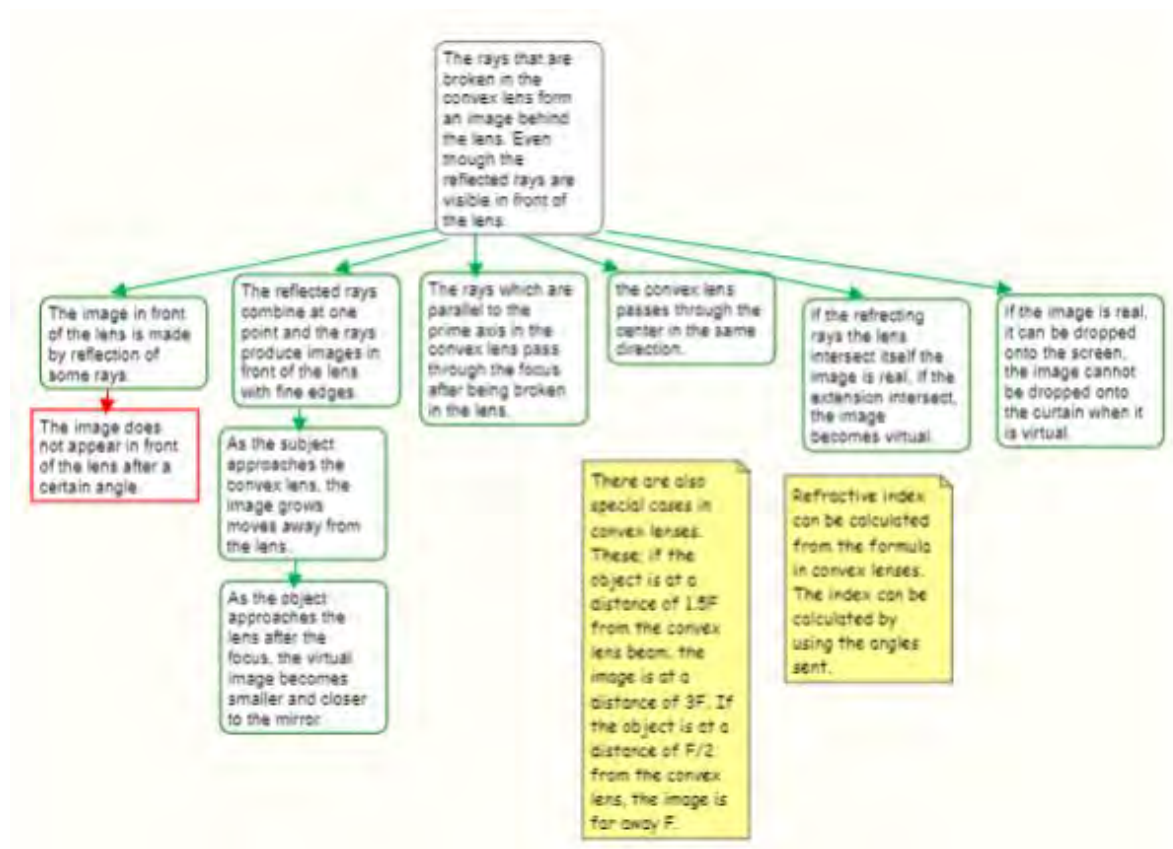 The rays that are
broken in the
convex lens form
an image behind
the lens. Even
though the
reflected rays are
visible in front of
the lens.
The image in front
of the lens is made
by reflection of
some rays.
The image does
not appear in front
of the lens after a
certain angle.
The reflected rays
combine at one
point and the rays
produce images in
front of the lens
with fine edges.
As the subject
approaches the
convex lens, the
image grows
moves away from
the lens.
As the object
approaches the
lens after the
focus, the virtual
image becomes
smaller and closer
to the mirror
The rays which are
parallel to the
prime axis in the
convex lens pass
through the focus
after being broken
in the lens.
the convex lens
passes through the
center in the same
direction.
If the refrecting
rays the lens
intersect itself the
image is real, if the
extension intersect,
the image
becomes virtual.
If the image is real,
it can be dropped
onto the screen,
the image cannot
be dropped onto
the curtain when it
is virtual.
There are also
special cases in
convex lenses.
These; if the
object is at a
distance of 1.5F
from the convex
lens beam, the
image is at a
distance of 3F. If
the object is at a
distance of F/2
from the convex
lens, the image is
far away F.
Refractive index
can be calculated
from the formula
in convex lenses.
The index can be
calculated by
using the angles
sent.